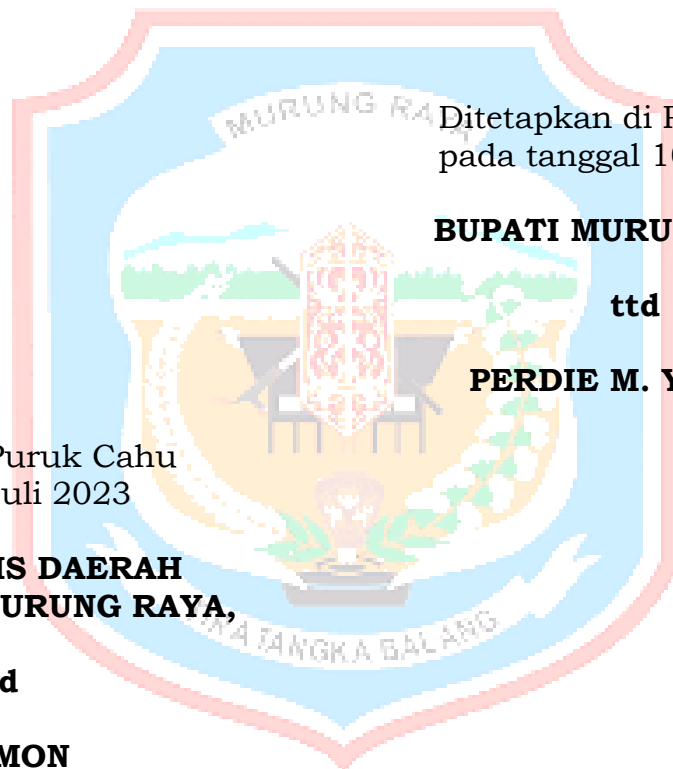 MURUNG RAYA
Ditetapkan di
pada tanggal
BUPATI MURU
ttd
PERDIE M. Y
Puruk Cahu
uli 2023
IS DAERAH
URUNG RAYA,
d
MON
TIRA TANGKA BALANG